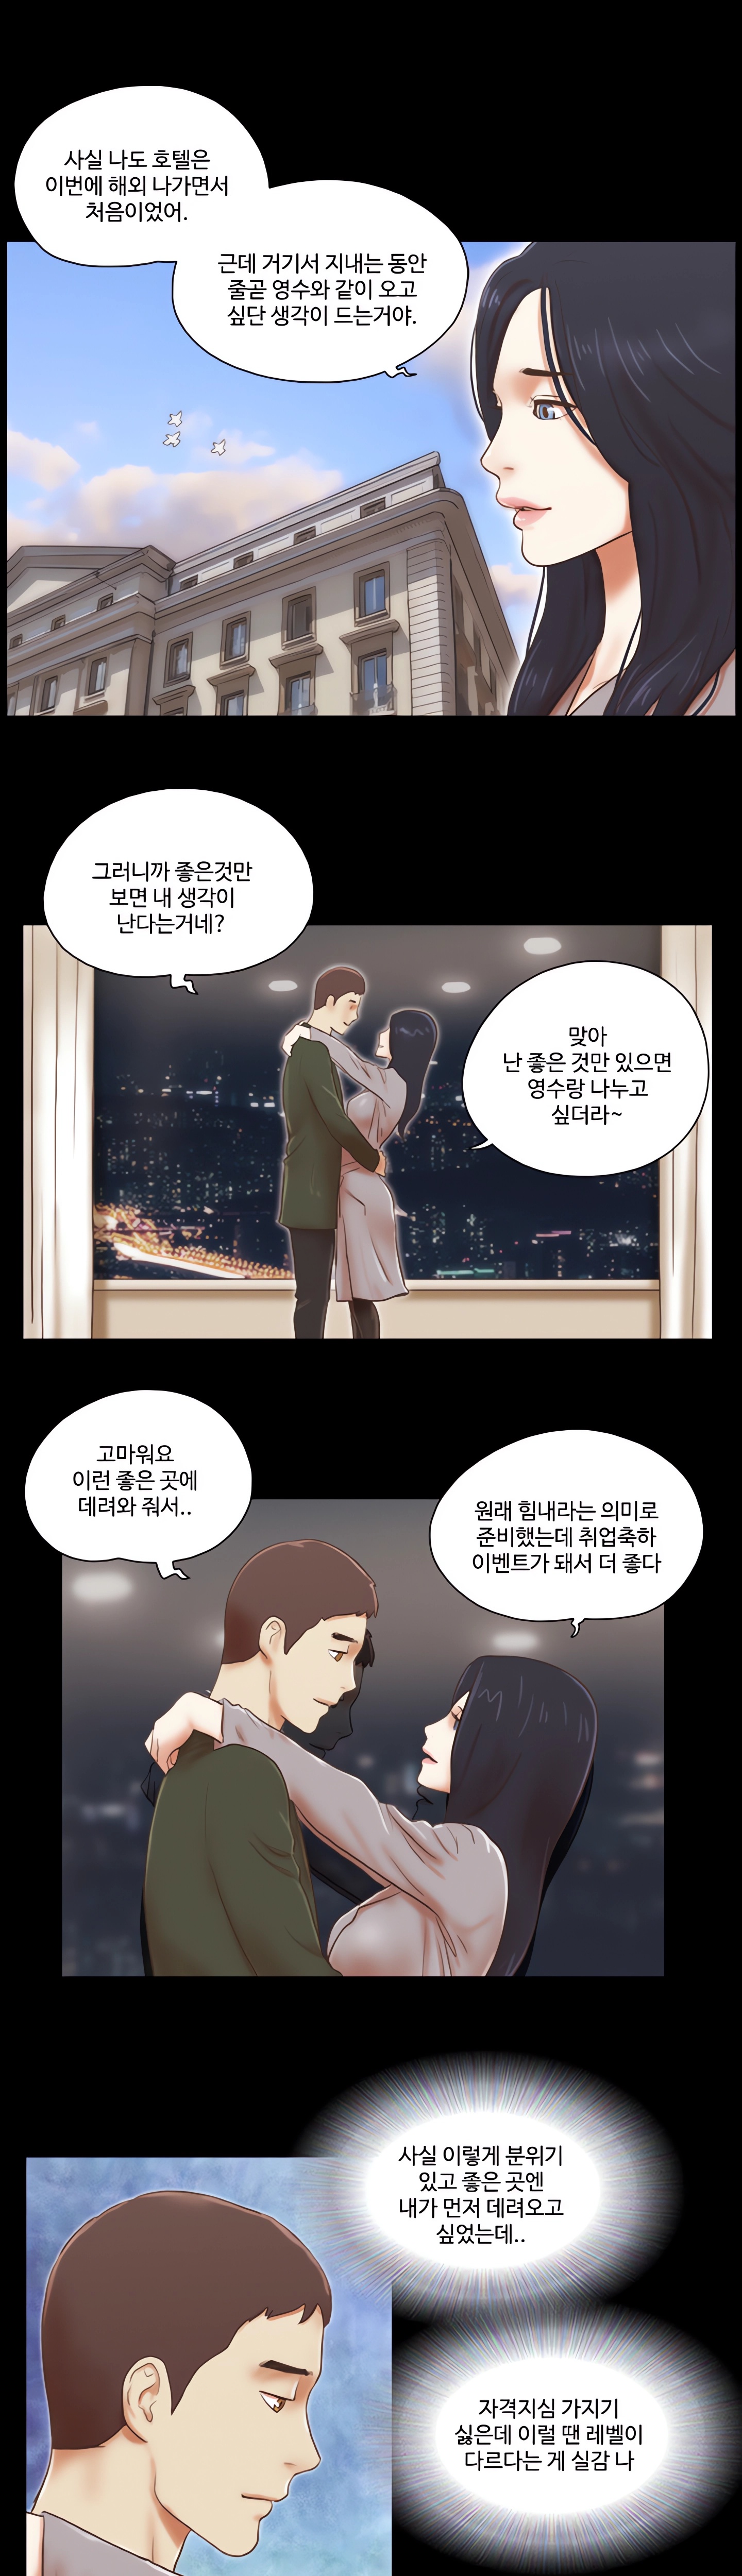 사실 나도 호텔은
이번에 해외 나가면서
처음이었어.
근데 거기서 지내는 동안
줄곧 영수와 같이 오고
싶단 생각이 드는거야.
그러니까 좋은것만
보면 내 생각이
난다는거네?
맞아
난 좋은 것만 있으면
영수랑 나누고
싶더라~
고마워요
이런 좋은 곳에
데려와 줘서..
원래 힘내라는 의미로
준비했는데 취업축하
이벤트가 돼서 더 좋다
사실 이렇게 분위기
있고 좋은 곳엔
내가 먼저 데려오고
싶었는데..
자격지심 가지기
싫은데 이럴 땐 레벨이
다르다는 게 실감 나